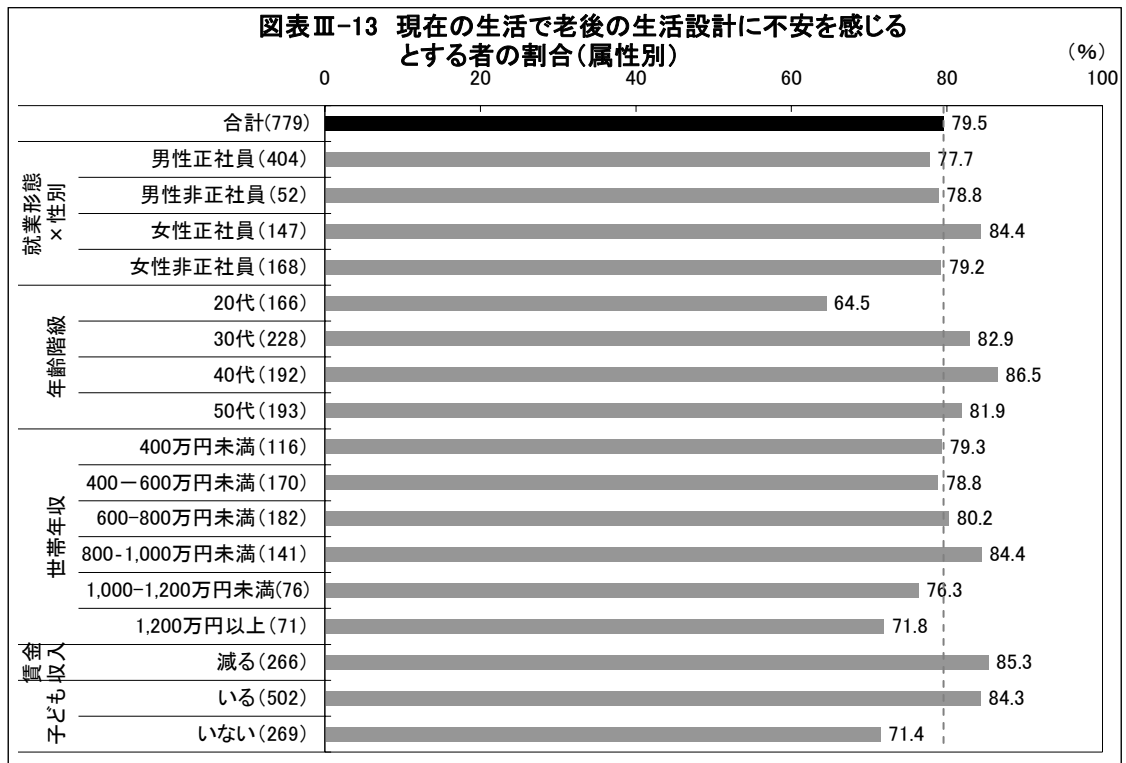 図表Ⅲ-13 現在の生活で老後の生活設計に不安を感じる
とする者の割合(属性別)
(%)
0 20 40 60 80 100
合計(779) 79.5
就業形態
×性別
男性正社員(404) 77.7
男性非正社員(52) 78.8
女性正社員(147) 84.4
女性非正社員(168) 79.2
年齢階級
20代(166) 64.5
30代(228) 82.9
40代(192) 86.5
50代(193) 81.9
世帯年収
400万円未満(116) 79.3
400-600万円未満(170) 78.8
600-800万円未満(182) 80.2
800-1,000万円未満(141) 84.4
1,000-1,200万円未満(76) 76.3
1,200万円以上(71) 71.8
賃金
収入
減る(266) 85.3
子ども
いる(502) 84.3
いない(269) 71.4